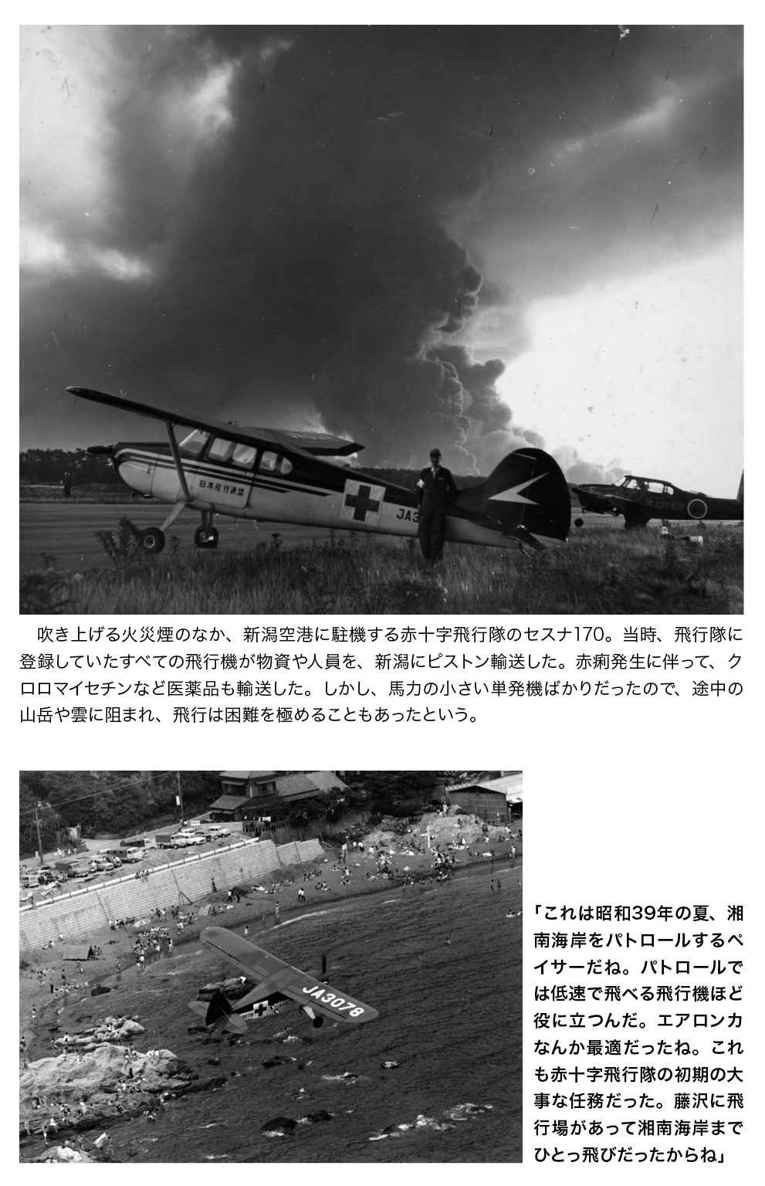 日本飛行連盟
JA3
吹き上げる火災煙のなか、新潟空港に駐機する赤十字飛行隊のセスナ170。当時、飛行隊に
登録していたすべての飛行機が物資や人員を、新潟にピストン輸送した。赤痢発生に伴って、ク
ロロマイセチンなど医薬品も輸送した。しかし、馬力の小さい単発機ばかりだったので、途中の
山岳や雲に阻まれ、飛行は困難を極めることもあったという。
JA3078
「これは昭和39年の夏、湘
南海岸をパトロールするペ
イサーだね。パトロールで
は低速で飛べる飛行機ほど
役に立つんだ。エアロンカ
なんか最適だったね。これ
も赤十字飛行隊の初期の大
事な任務だった。藤沢に飛
行場があって湘南海岸まで
ひとっ飛びだったからね」